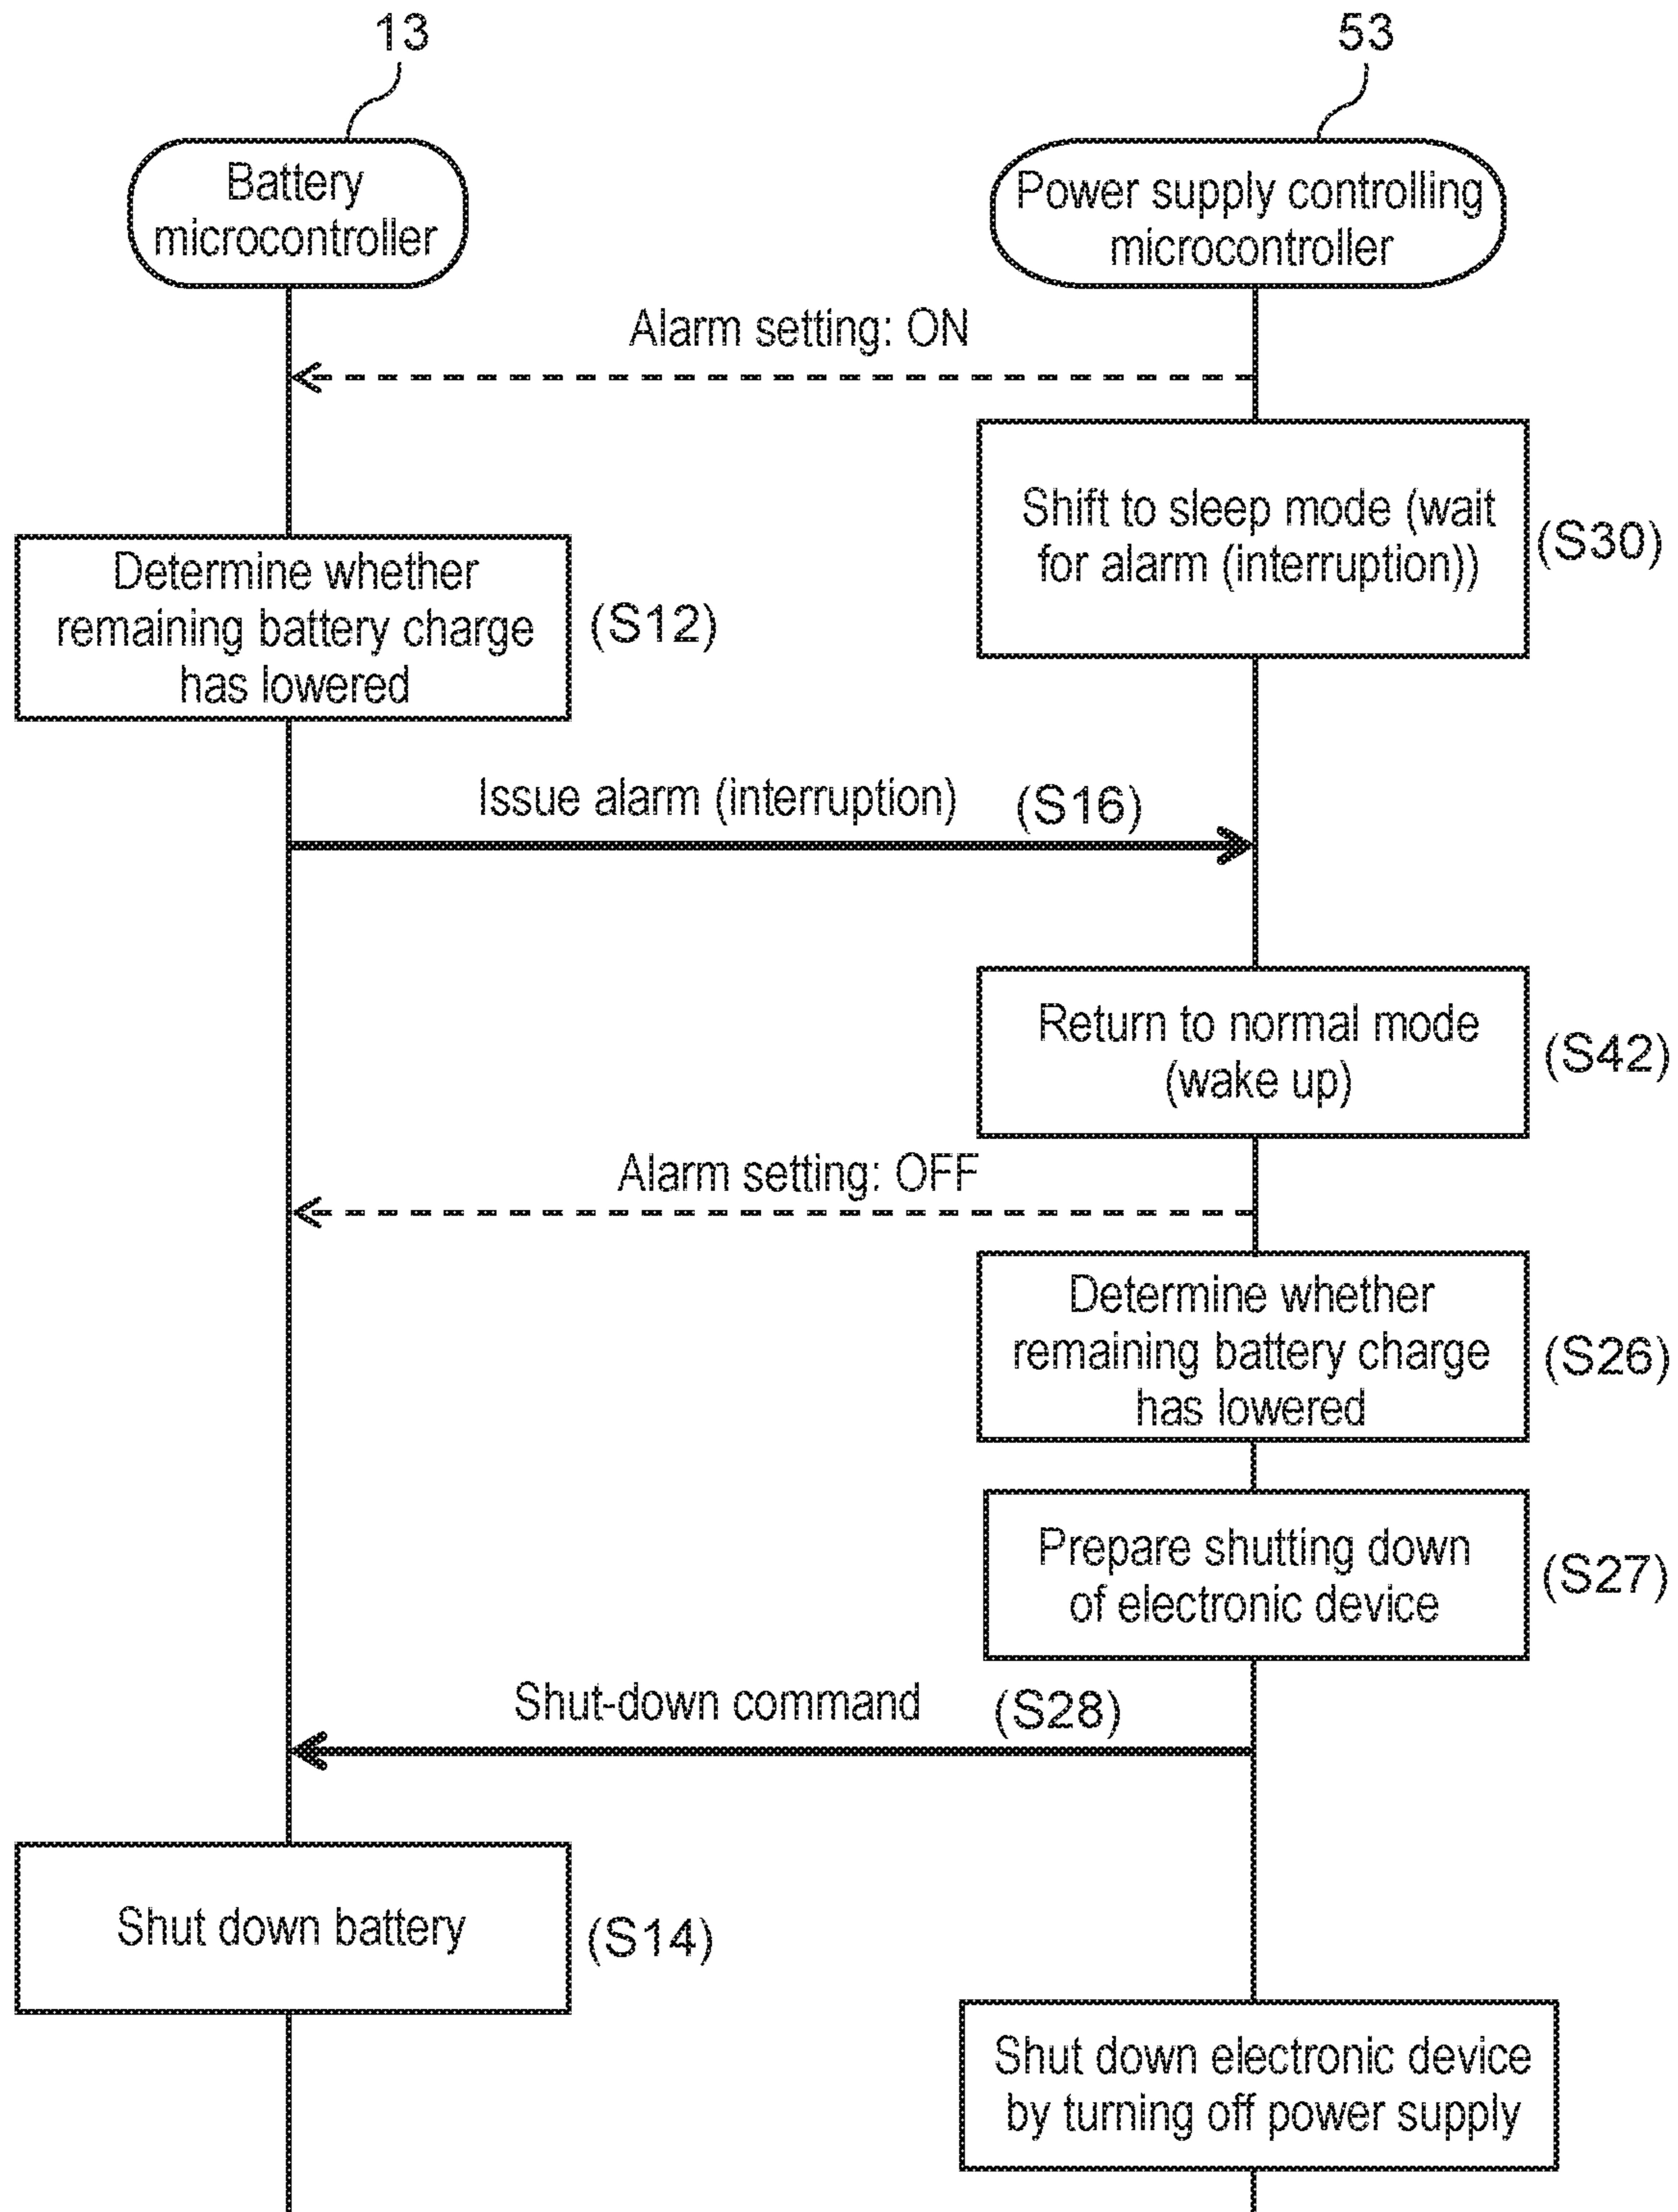 13
53
Battery
microcontroller
Power supply controlling
microcontroller
Alarm setting: ON
Shift to sleep mode (wait
for alarm (interruption))
(S30)
Determine whether
remaining battery charge
has lowered
(S12)
Issue alarm (interruption) (S16)
Return to normal mode
(wake up)
(S42)
Alarm setting: OFF
Determine whether
remaining battery charge
has lowered
(S26)
Prepare shutting down
of electronic device
(S27)
Shut-down command (S28)
Shut down battery
(S14)
Shut down electronic device
by turning off power supply